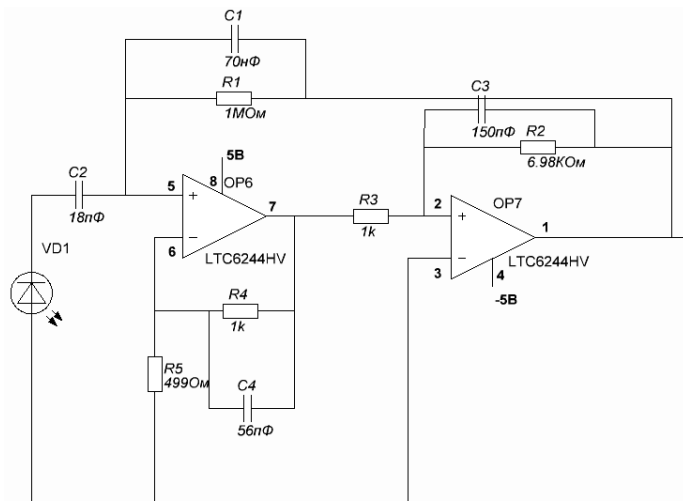 C1
70нФ
R1
1МОм
C3
150пФ
R2
6.98КОм
C2
18пФ
5В
8
OP6
5
+
7
6
−
LTC6244HV
R3
1k
OP7
2
+
1
3
−
LTC6244HV
4
-5В
VD1
R4
1k
R5
499Ом
C4
56пФ